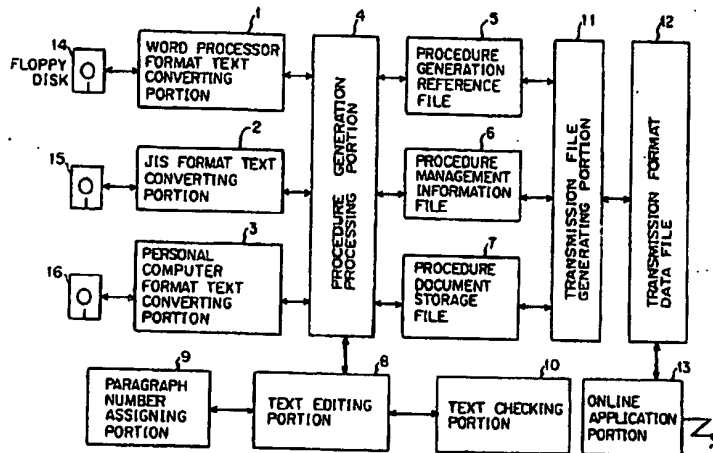 14
FLOPPY
DISK
1
WORD PROCESSOR
FORMAT TEXT
CONVERTING
PORTION
4
PROCEDURE GENERATION
PROCESSING PORTION
5
PROCEDURE
GENERATION
REFERENCE
FILE
11
TRANSMISSION FILE
GENERATING PORTION
12
TRANSMISSION FORMAT
DATA FILE
15
2
JIS FORMAT TEXT
CONVERTING
PORTION
6
PROCEDURE
MANAGEMENT
INFORMATION
FILE
16
3
PERSONAL
COMPUTER
FORMAT TEXT
CONVERTING
PORTION
7
PROCEDURE
DOCUMENT
STORAGE
FILE
9
PARAGRAPH
NUMBER
ASSIGNING
PORTION
8
TEXT EDITING
PORTION
10
TEXT CHECKING
PORTION
13
ONLINE
APPLICATION
PORTION